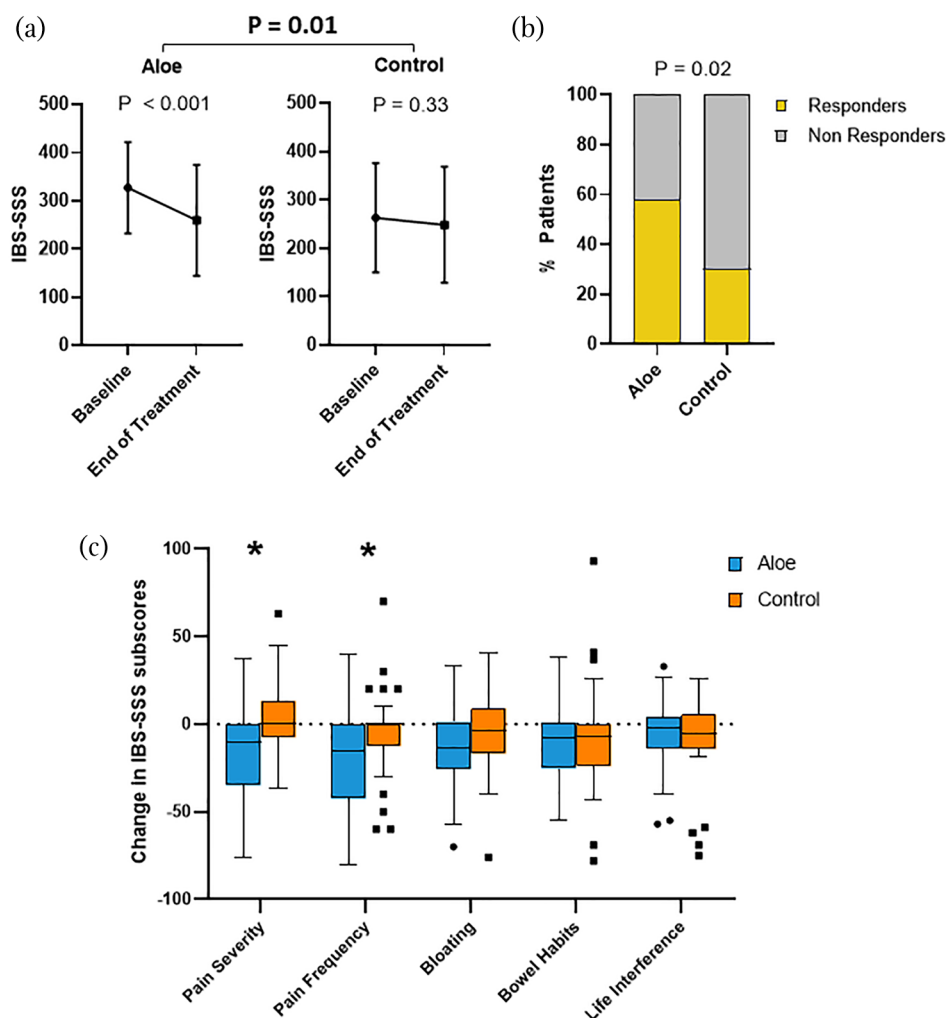 (a)
P = 0.01
Aloe
Control
P < 0.001
P = 0.33
IBS-SSS
500
400
300
200
100
0
Baseline
End of Treatment
IBS-SSS
500
400
300
200
100
0
Baseline
End of Treatment
(b)
P = 0.02
% Patients
100
80
60
40
20
0
Aloe
Control
Responders
Non Responders
(c)
Change in IBS-SSS subscores
100
50
0
-50
-100
*
*
Aloe
Control
Pain Severity
Pain Frequency
Bloating
Bowel Habits
Life Interference